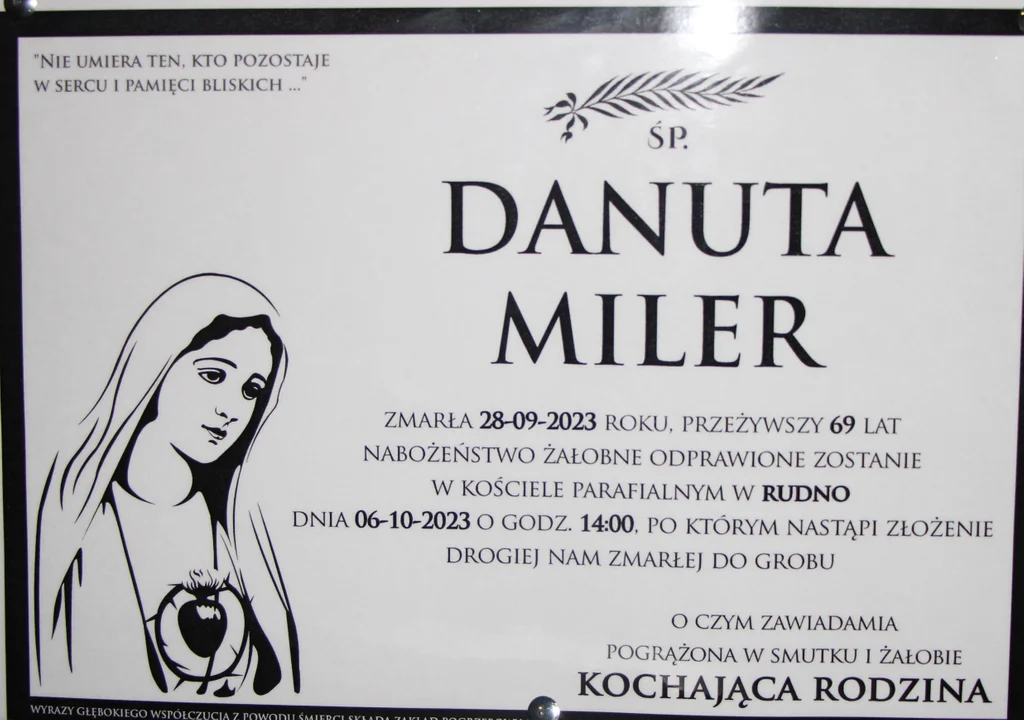 "NIE UMIERA TEN, KTO POZOSTAJE
W SERCU I PAMIĘCI BLISKICH ..."
ŚP.
DANUTA
MILER
ZMARŁA 28-09-2023 ROKU, PRZEŻYWSZY 69 LAT
NABOŻEŃSTWO ŻAŁOBNE ODPRAWIONE ZOSTANIE
W KOŚCIELE PARAFIALNYM W RUDNO
DNIA 06-10-2023 O GODZ. 14:00, PO KTÓRYM NASTĄPI ZŁOŻENIE
DROGIEJ NAM ZMARŁEJ DO GROBU
O CZYM ZAWIADAMIA
POGRĄŻONA W SMUTKU I ŻAŁOBIE
KOCHAJĄCA RODZINA
WYRAZY GŁĘBOKIEGO WSPÓŁCZUCIA Z POWODU ŚMIERCI SKŁADA ZAKŁAD